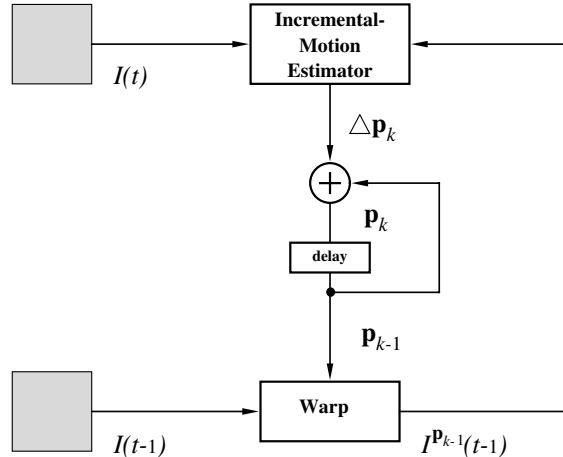 Incremental-
Motion
Estimator
I(t)
△p_k
+
p_k
delay
p_{k-1}
Warp
I(t-1)
I^{p_{k-1}}(t-1)